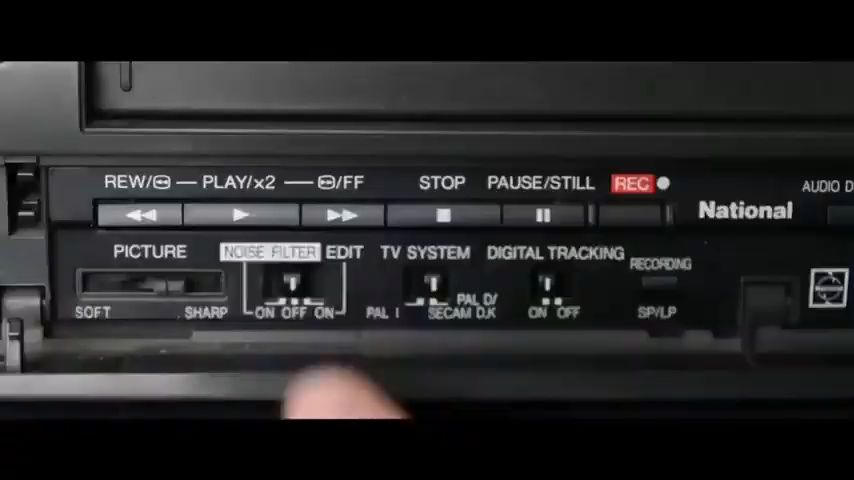 REW/ — PLAY/x2 — /FF STOP PAUSE/STILL REC
National
AUDIO D
PICTURE NOISE FILTER EDIT TV SYSTEM DIGITAL TRACKING RECORDING
SOFT SHARP ON OFF ON PAL I PAL D/ SECAM D.K ON OFF SP/LP